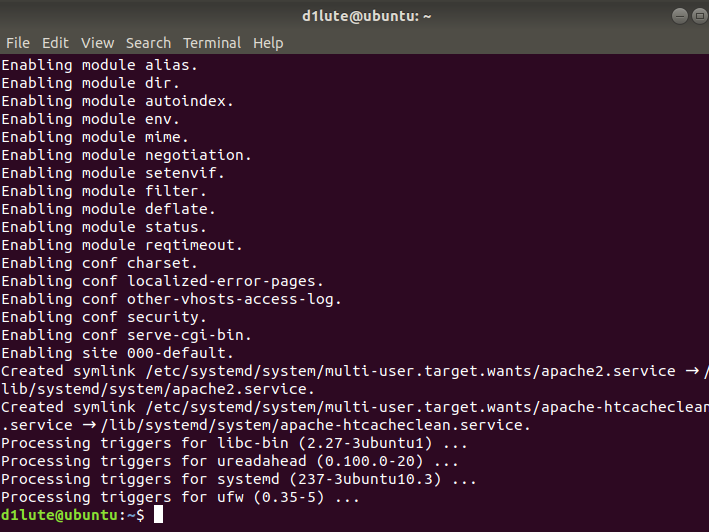 d1lute@ubuntu: ~
File Edit View Search Terminal Help
Enabling module alias.
Enabling module dir.
Enabling module autoindex.
Enabling module env.
Enabling module mime.
Enabling module negotiation.
Enabling module setenvif.
Enabling module filter.
Enabling module deflate.
Enabling module status.
Enabling module reqtimeout.
Enabling conf charset.
Enabling conf localized-error-pages.
Enabling conf other-vhosts-access-log.
Enabling conf security.
Enabling conf serve-cgi-bin.
Enabling site 000-default.
Created symlink /etc/systemd/system/multi-user.target.wants/apache2.service → /
lib/systemd/system/apache2.service.
Created symlink /etc/systemd/system/multi-user.target.wants/apache-htcacheclean
.service → /lib/systemd/system/apache-htcacheclean.service.
Processing triggers for libc-bin (2.27-3ubuntu1) ...
Processing triggers for ureadahead (0.100.0-20) ...
Processing triggers for systemd (237-3ubuntu10.3) ...
Processing triggers for ufw (0.35-5) ...
d1lute@ubuntu:~$